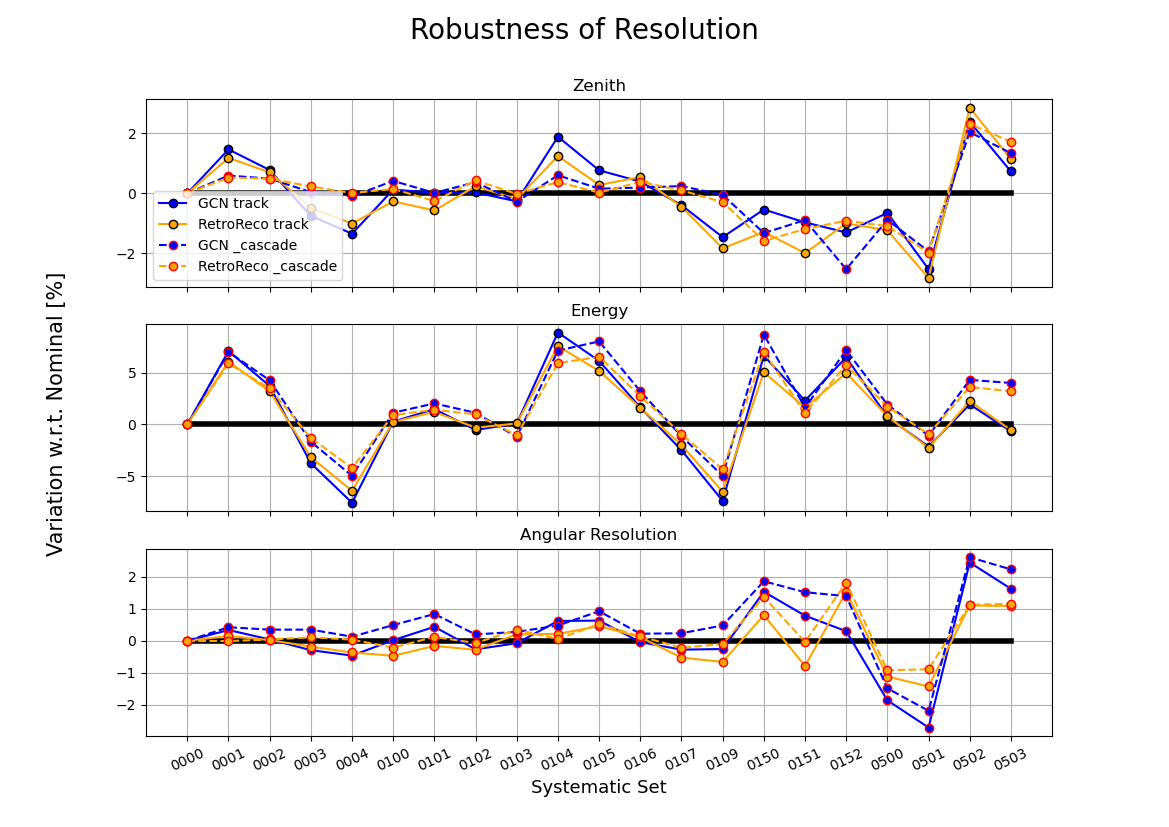 Robustness of Resolution
Zenith
2
0
−2
GCN track
RetroReco track
GCN _cascade
RetroReco _cascade
Variation w.r.t. Nominal [%]
Energy
5
0
−5
Angular Resolution
2
1
0
−1
−2
0000 0001 0002 0003 0004 0100 0101 0102 0103 0104 0105 0106 0107 0109 0150 0151 0152 0500 0501 0502 0503
Systematic Set